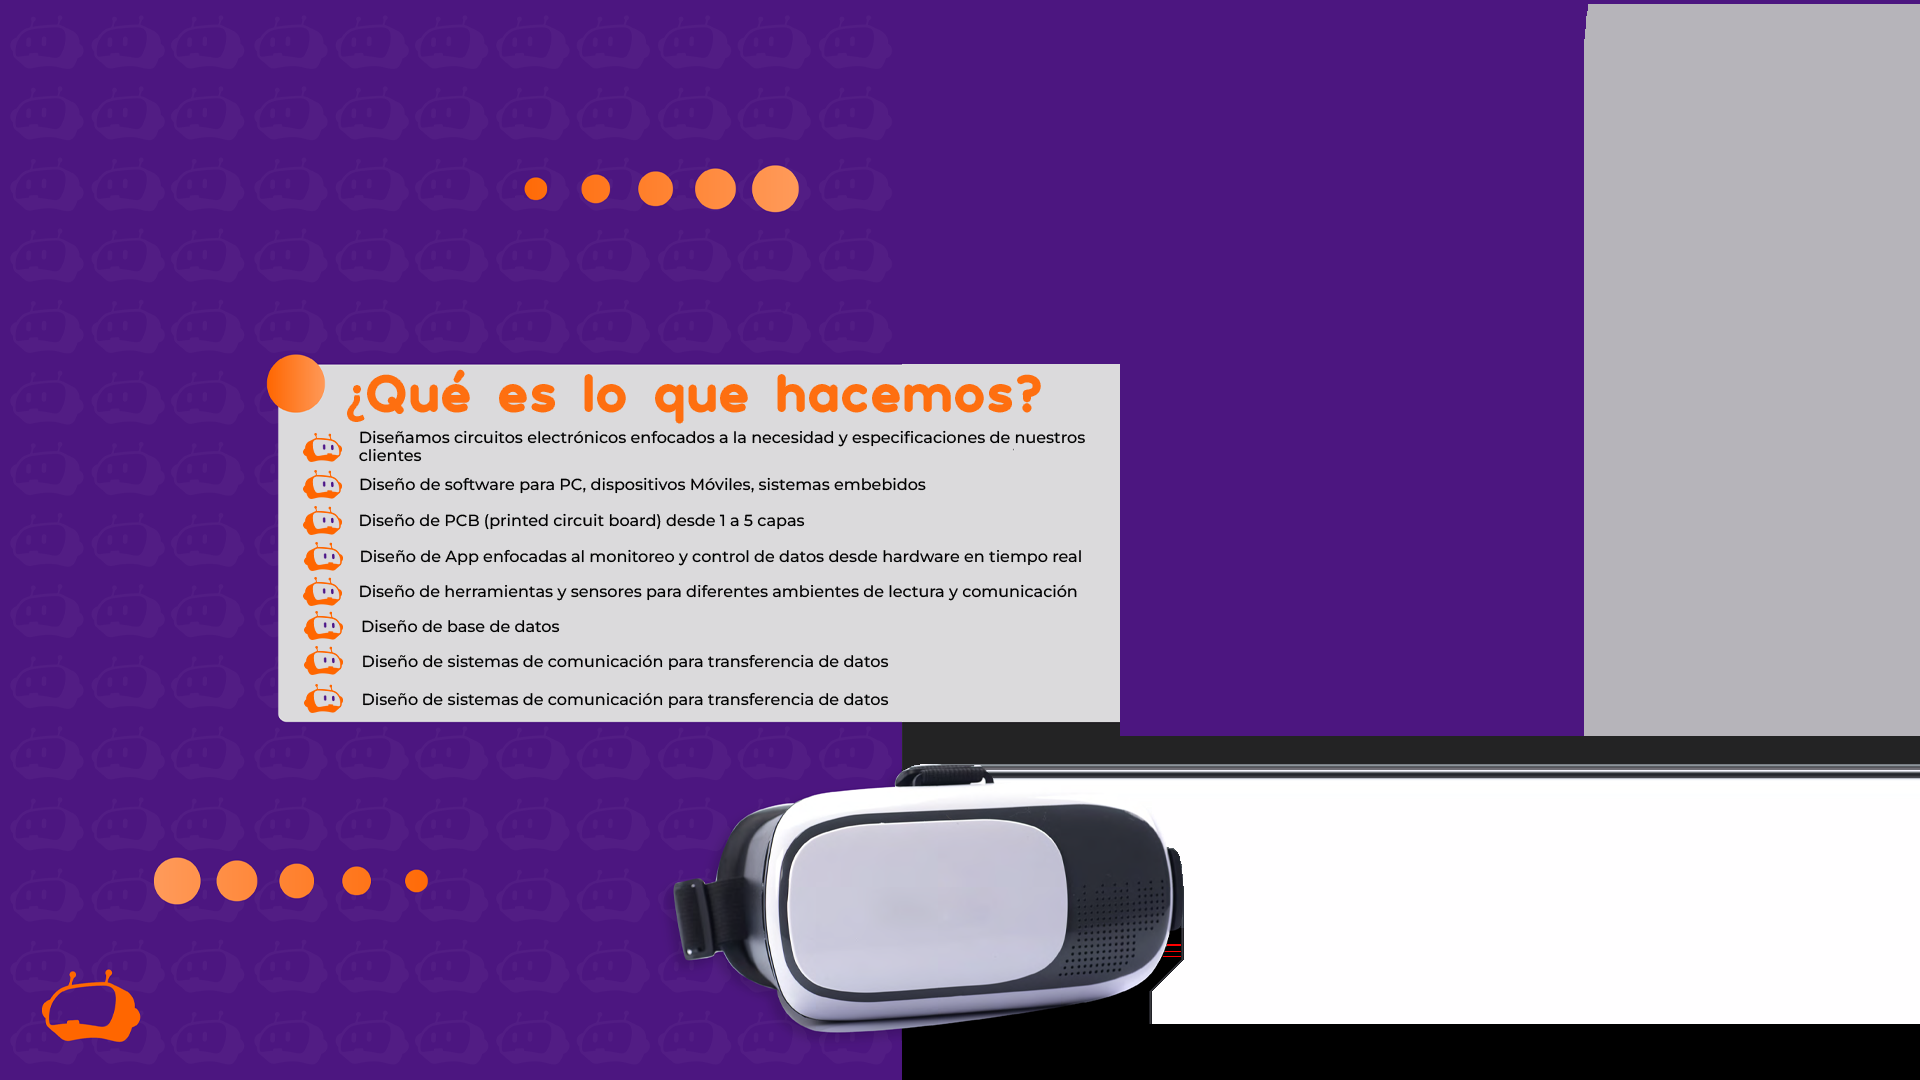 ¿Qué es lo que hacemos?
Diseñamos circuitos electrónicos enfocados a la necesidad y especificaciones de nuestros
clientes
Diseño de software para PC, dispositivos Móviles, sistemas embebidos
Diseño de PCB (printed circuit board) desde 1 a 5 capas
Diseño de App enfocadas al monitoreo y control de datos desde hardware en tiempo real
Diseño de herramientas y sensores para diferentes ambientes de lectura y comunicación
Diseño de base de datos
Diseño de sistemas de comunicación para transferencia de datos
Diseño de sistemas de comunicación para transferencia de datos